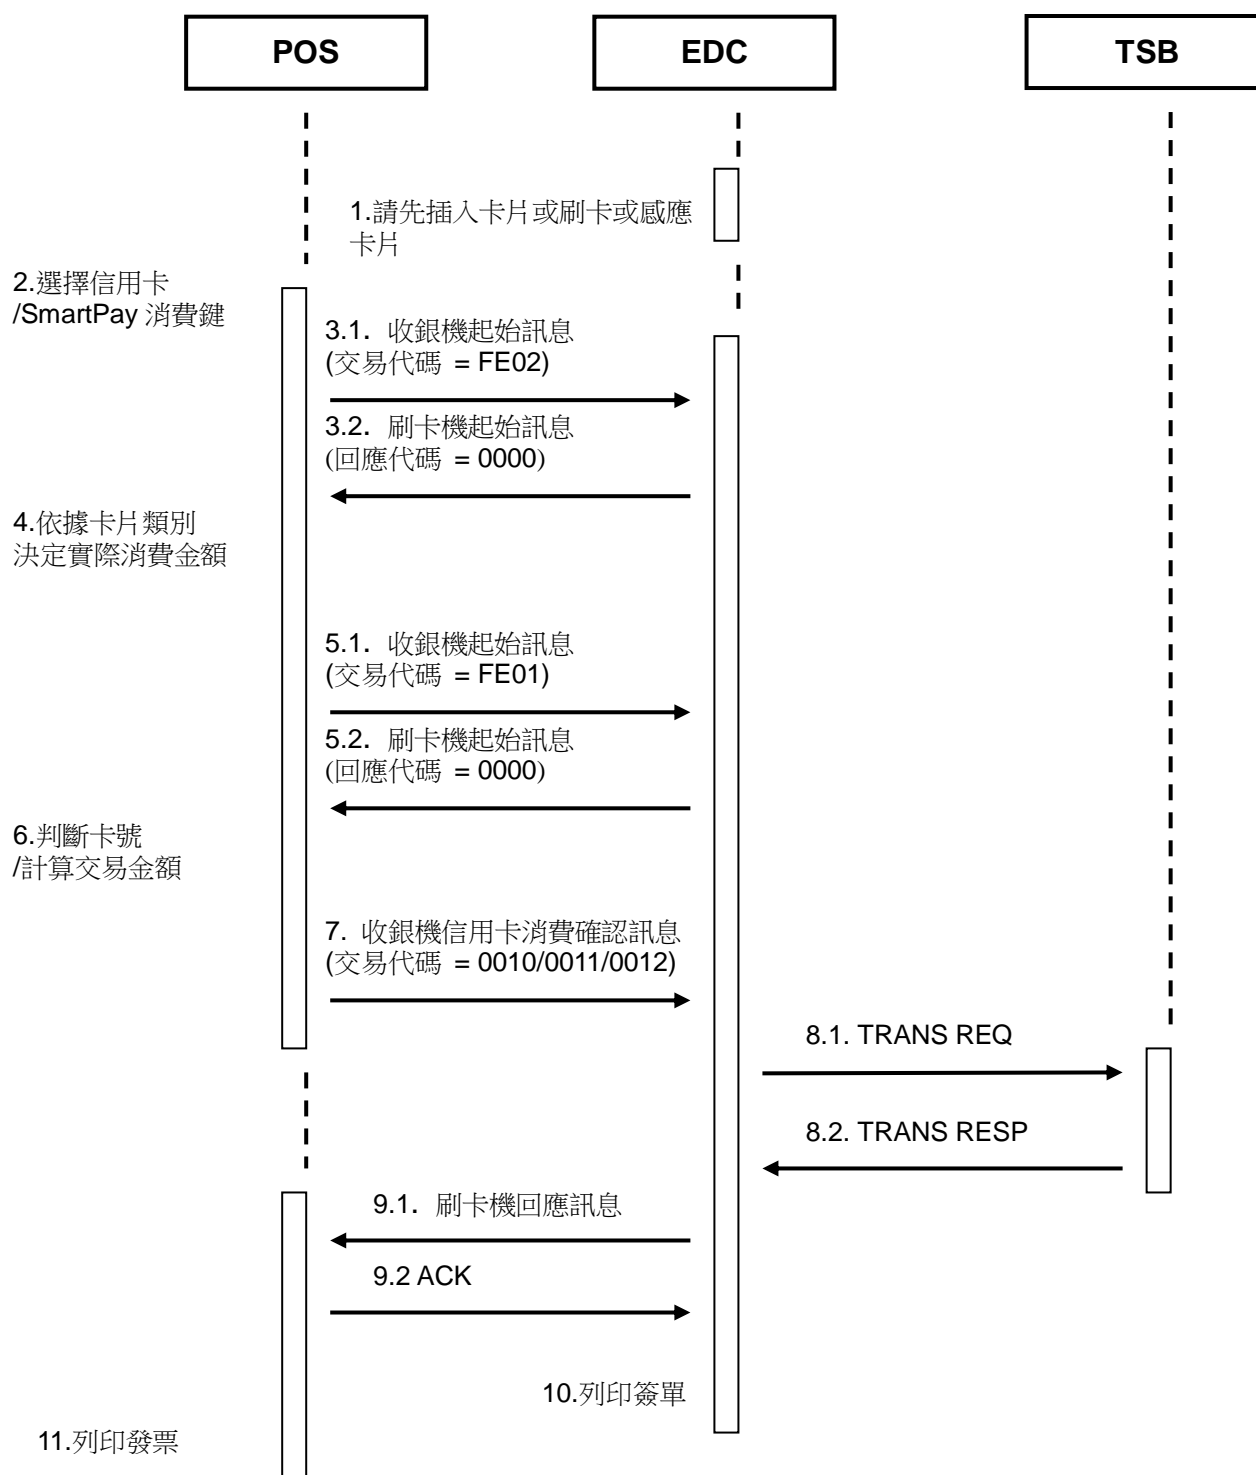 POS
EDC
TSB
1.請先插入卡片或刷卡或感應
卡片
2.選擇信用卡
/SmartPay 消費鍵
3.1. 收銀機起始訊息
(交易代碼 = FE02)
3.2. 刷卡機起始訊息
(回應代碼 = 0000)
4.依據卡片類別
決定實際消費金額
5.1. 收銀機起始訊息
(交易代碼 = FE01)
5.2. 刷卡機起始訊息
(回應代碼 = 0000)
6.判斷卡號
/計算交易金額
7. 收銀機信用卡消費確認訊息
(交易代碼 = 0010/0011/0012)
8.1. TRANS REQ
8.2. TRANS RESP
9.1. 刷卡機回應訊息
9.2 ACK
10.列印簽單
11.列印發票